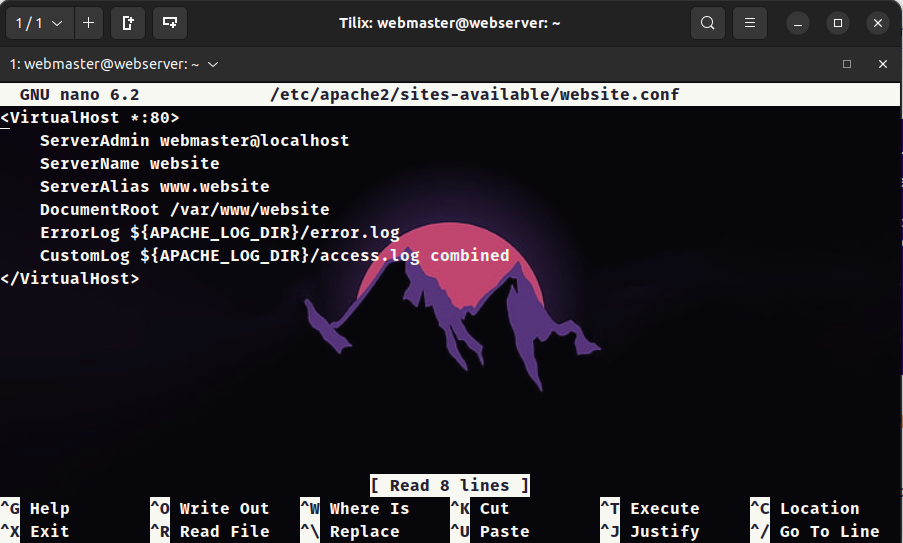 1 / 1
Tilix: webmaster@webserver: ~
1: webmaster@webserver: ~
GNU nano 6.2 /etc/apache2/sites-available/website.conf
<VirtualHost *:80>
    ServerAdmin webmaster@localhost
    ServerName website
    ServerAlias www.website
    DocumentRoot /var/www/website
    ErrorLog ${APACHE_LOG_DIR}/error.log
    CustomLog ${APACHE_LOG_DIR}/access.log combined
</VirtualHost>
[ Read 8 lines ]
^G Help ^O Write Out ^W Where Is ^K Cut ^T Execute ^C Location
^X Exit ^R Read File ^\ Replace ^U Paste ^J Justify ^/ Go To Line